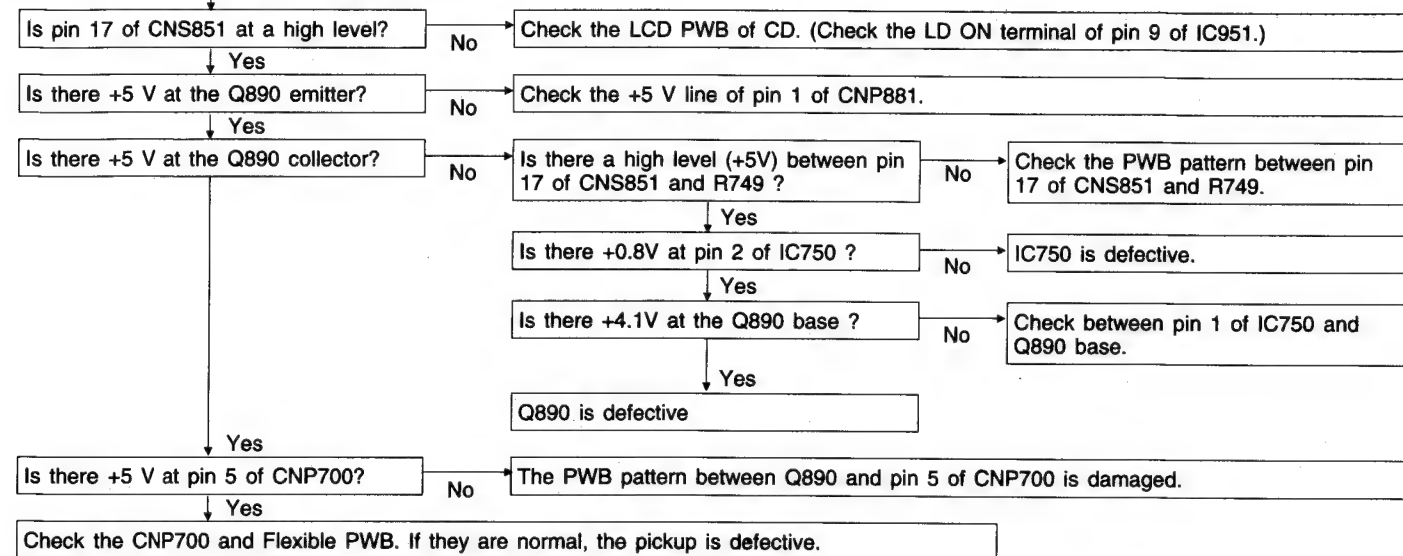 Is pin 17 of CNS851 at a high level?
No
Check the LCD PWB of CD. (Check the LD ON terminal of pin 9 of IC951.)
Yes
Is there +5 V at the Q890 emitter?
No
Check the +5 V line of pin 1 of CNP881.
Yes
Is there +5 V at the Q890 collector?
No
Is there a high level (+5V) between pin
17 of CNS851 and R749 ?
No
Check the PWB pattern between pin
17 of CNS851 and R749.
Yes
Is there +0.8V at pin 2 of IC750 ?
No
IC750 is defective.
Yes
Is there +4.1V at the Q890 base ?
No
Check between pin 1 of IC750 and
Q890 base.
Yes
Q890 is defective
Yes
Is there +5 V at pin 5 of CNP700?
No
The PWB pattern between Q890 and pin 5 of CNP700 is damaged.
Yes
Check the CNP700 and Flexible PWB. If they are normal, the pickup is defective.